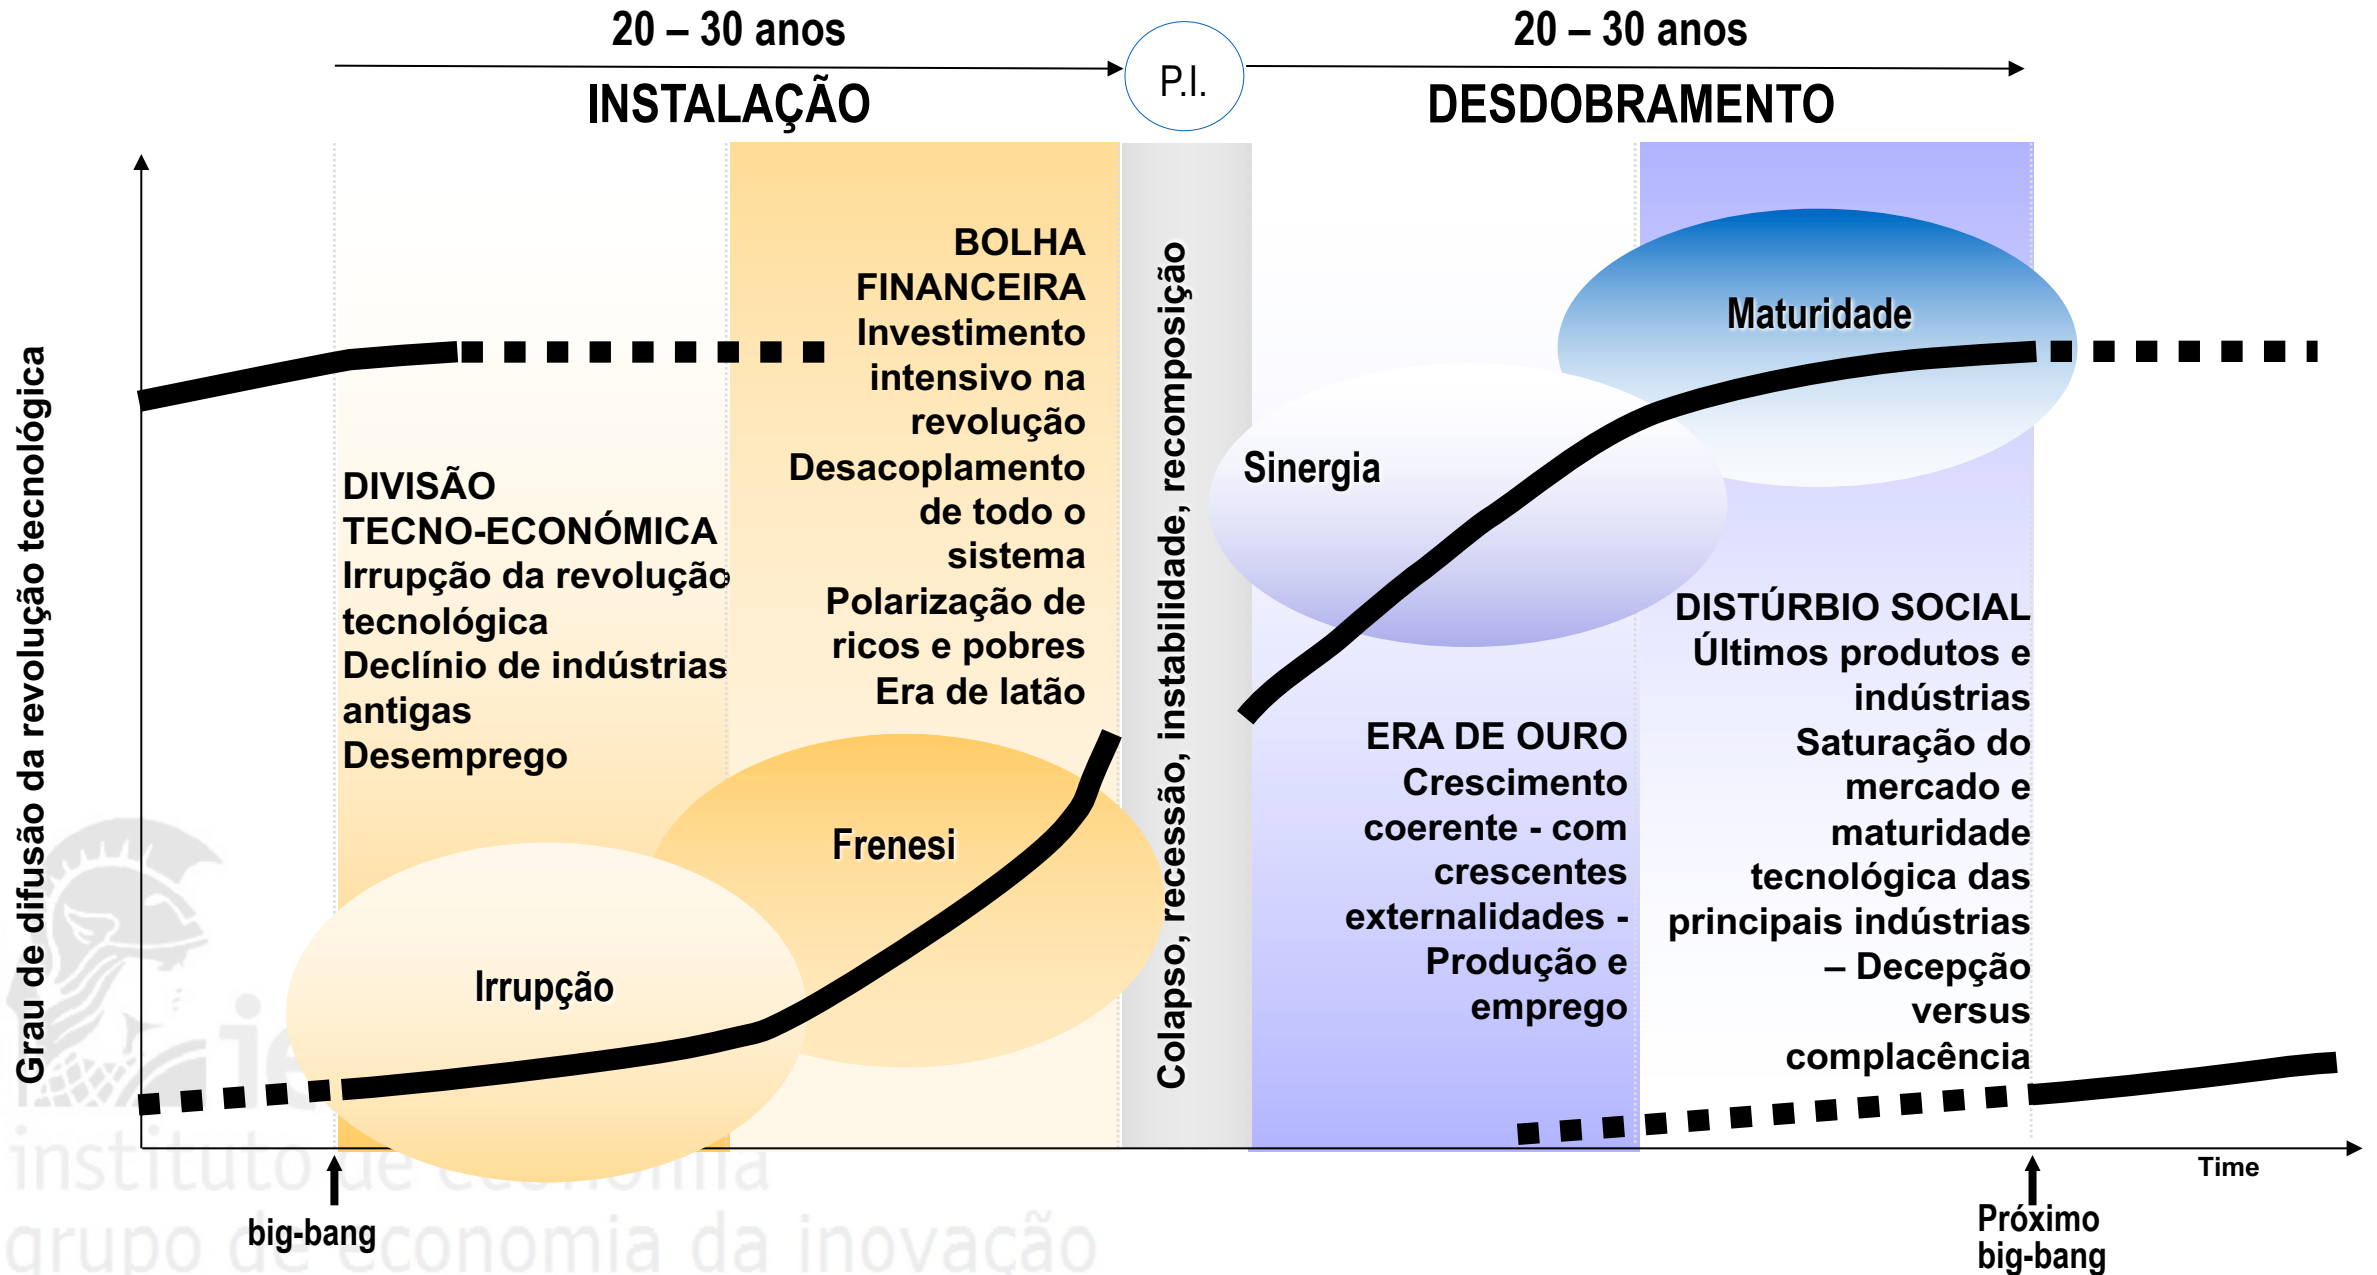 20 – 30 anos
20 – 30 anos
P.I.
INSTALAÇÃO
DESDOBRAMENTO
Grau de difusão da revolução tecnológica
DIVISÃO
TECNO-ECONÓMICA
Irrupção da revolução
tecnológica
Declínio de indústrias
antigas
Desemprego
BOLHA
FINANCEIRA
Investimento
intensivo na
revolução
Desacoplamento
de todo o
sistema
Polarização de
ricos e pobres
Era de latão
Irrupção
Frenesi
Colapso, recessão, instabilidade, recomposição
Sinergia
Maturidade
ERA DE OURO
Crescimento
coerente - com
crescentes
externalidades -
Produção e
emprego
DISTÚRBIO SOCIAL
Últimos produtos e
indústrias
Saturação do
mercado e
maturidade
tecnológica das
principais indústrias
– Decepção
versus
complacência
Time
big-bang
Próximo
big-bang
ie
instituto de economia
grupo de economia da inovação